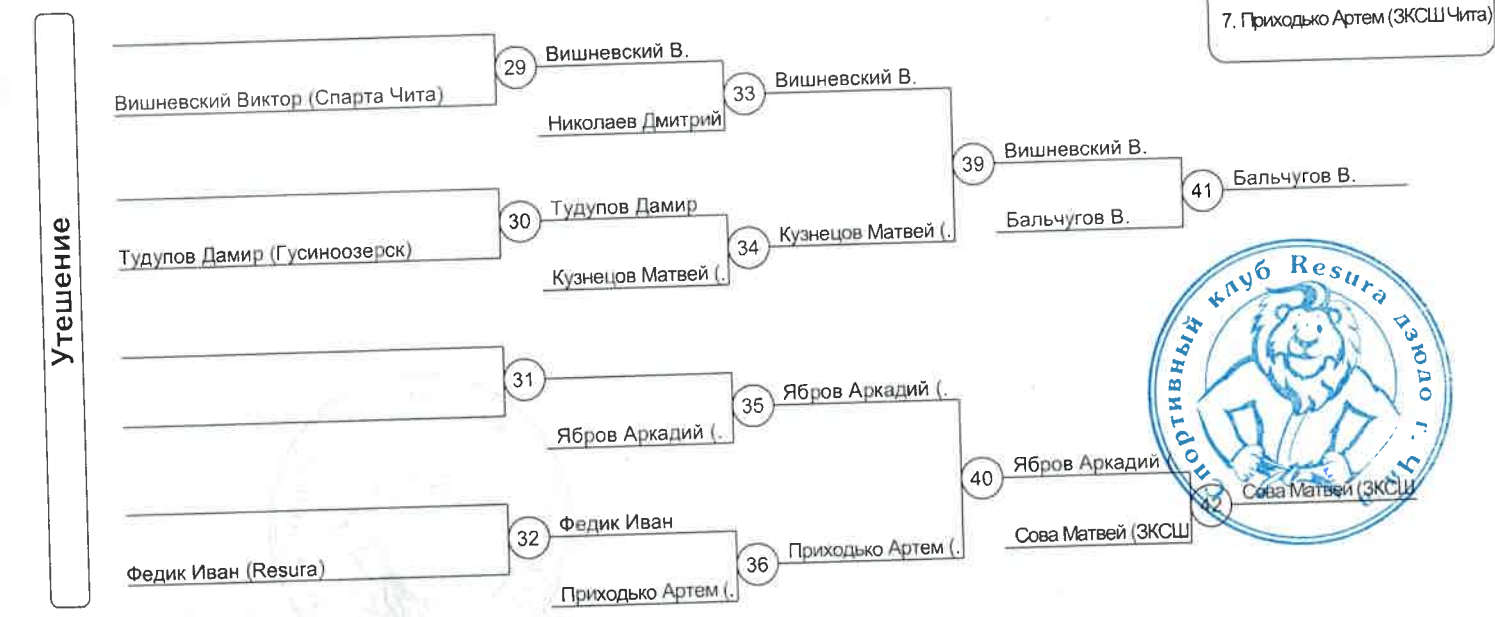 7. Приходько Артем (ЗКСШ Чита)
Утешение
29
Вишневский В.
Вишневский Виктор (Спарта Чита)
33
Вишневский В.
Николаев Дмитрий
39
Вишневский В.
30
Тудупов Дамир
Тудупов Дамир (Гусиноозерск)
34
Кузнецов Матвей (.
Кузнецов Матвей (.
Бальчугов В.
41
Бальчугов В.
31
35
Ябров Аркадий (.
Ябров Аркадий (.
40
Ябров Аркадий (
32
Федик Иван
Федик Иван (Resura)
36
Приходько Артем (.
Приходько Артем (.
Сова Матвей (ЗКСШ
42
Сова Матвей (ЗКСШ
Спортивный клуб Resura дзюдо г.